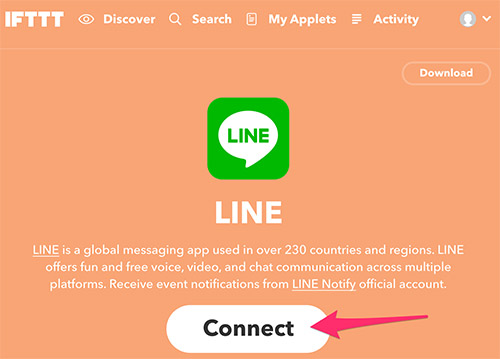 IFTTT Discover Search My Applets Activity
Download
LINE
LINE
LINE is a global messaging app used in over 230 countries and regions. LINE
offers fun and free voice, video, and chat communication across multiple
platforms. Receive event notifications from LINE Notify official account.
Connect